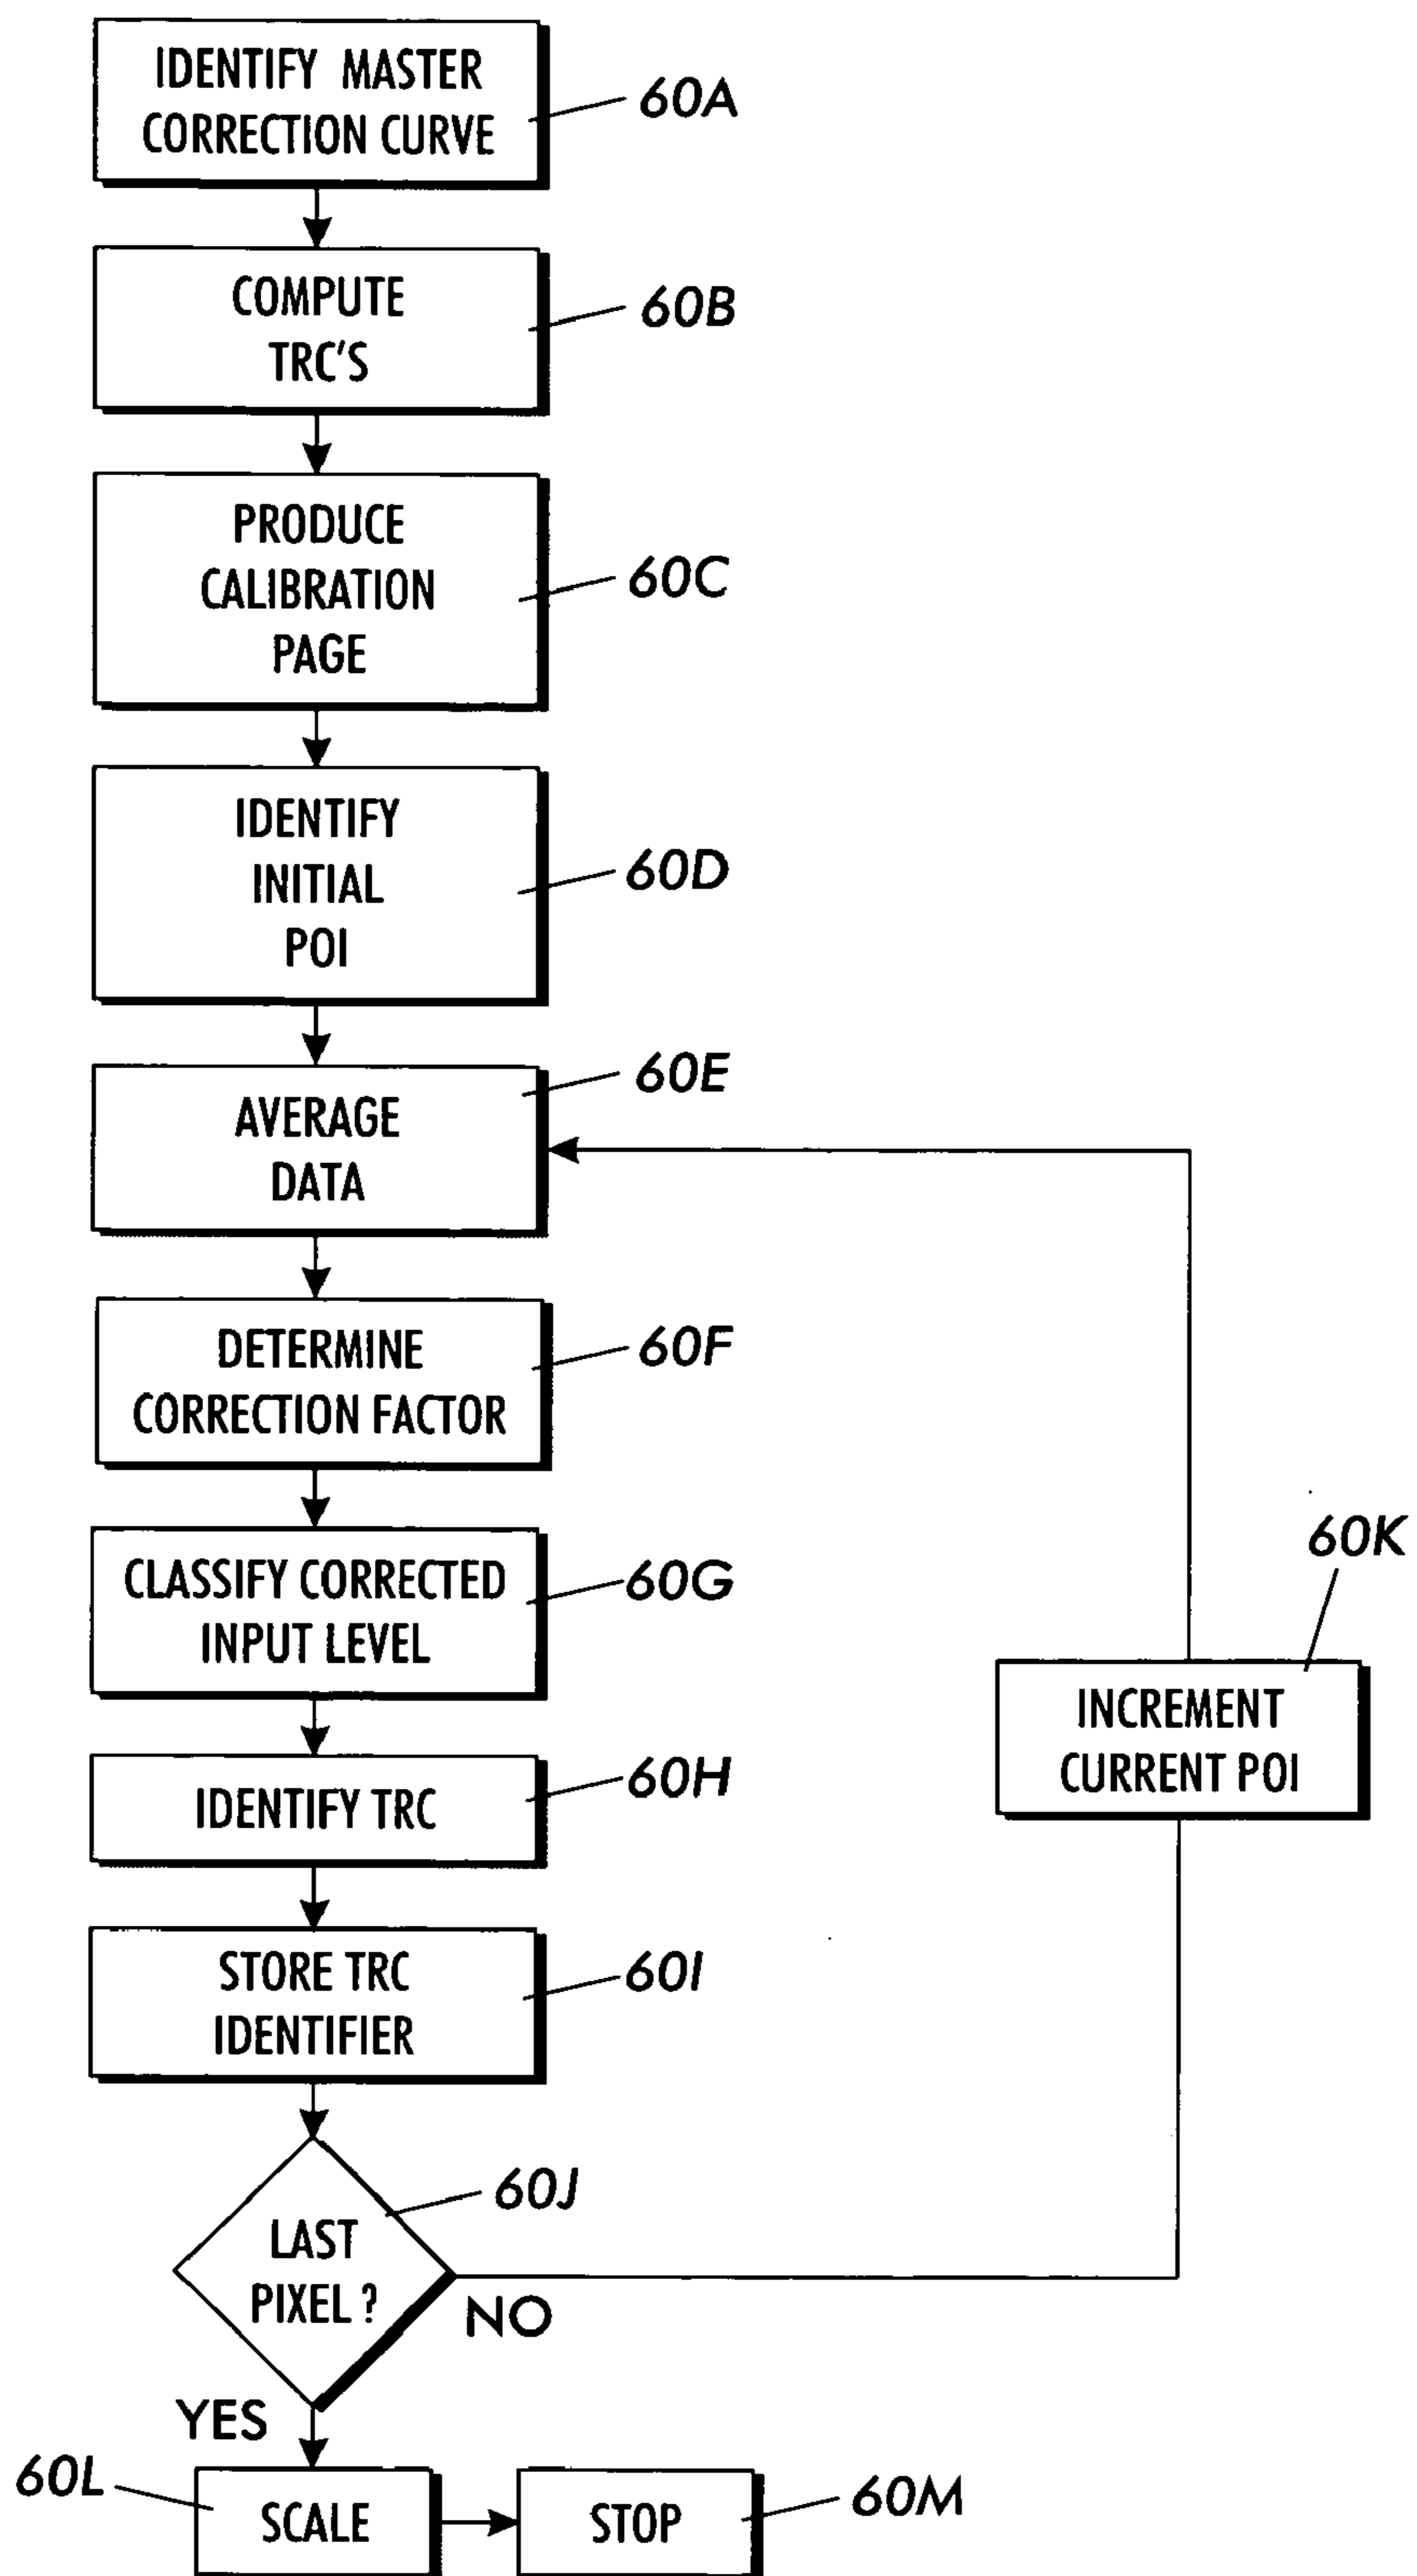 IDENTIFY MASTER
CORRECTION CURVE
60A
COMPUTE
TRC'S
60B
PRODUCE
CALIBRATION
PAGE
60C
IDENTIFY
INITIAL
POI
60D
AVERAGE
DATA
60E
DETERMINE
CORRECTION FACTOR
60F
CLASSIFY CORRECTED
INPUT LEVEL
60G
60K
INCREMENT
CURRENT POI
IDENTIFY TRC
60H
STORE TRC
IDENTIFIER
60I
LAST
PIXEL ?
60J
NO
YES
60L
SCALE
STOP
60M